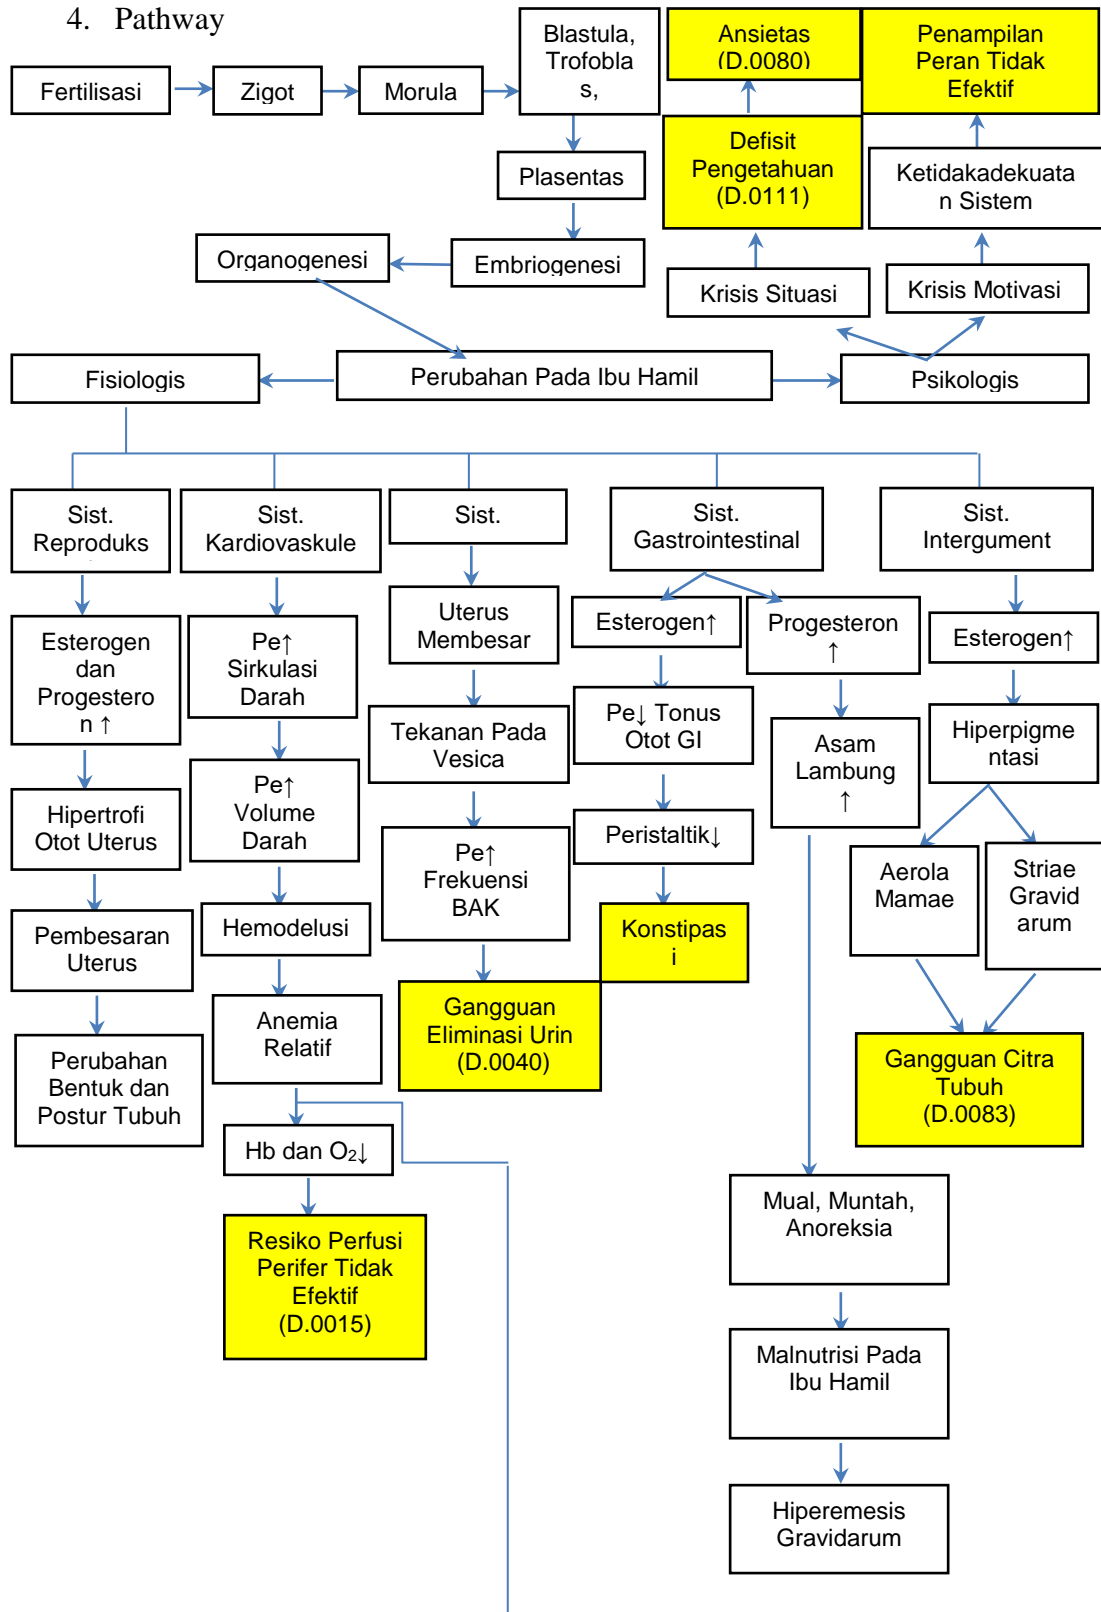 4. Pathway
Fertilisasi
Zigot
Morula
Blastula,
Trofobla
s,
Ansietas
(D.0080)
Penampilan
Peran Tidak
Efektif
Plasentas
Defisit
Pengetahuan
(D.0111)
Ketidakadekuata
n Sistem
Organogenesi
Embriogenesi
Krisis Situasi
Krisis Motivasi
Fisiologis
Perubahan Pada Ibu Hamil
Psikologis
Sist.
Reproduks
Sist.
Kardiovaskule
Sist.
Sist.
Gastrointestinal
Sist.
Intergument
Esterogen
dan
Progestero
n ↑
Pe↑
Sirkulasi
Darah
Uterus
Membesar
Esterogen↑
Progesteron
↑
Esterogen↑
Tekanan Pada
Vesica
Pe↓ Tonus
Otot GI
Asam
Lambung
↑
Hiperpigme
ntasi
Hipertrofi
Otot Uterus
Pe↑
Volume
Darah
Pe↑
Frekuensi
BAK
Peristaltik↓
Aerola
Mamae
Striae
Gravid
arum
Pembesaran
Uterus
Hemodelusi
Konstipas
i
Gangguan
Eliminasi Urin
(D.0040)
Anemia
Relatif
Perubahan
Bentuk dan
Postur Tubuh
Gangguan Citra
Tubuh
(D.0083)
Hb dan O₂↓
Mual, Muntah,
Anoreksia
Resiko Perfusi
Perifer Tidak
Efektif
(D.0015)
Malnutrisi Pada
Ibu Hamil
Hiperemesis
Gravidarum